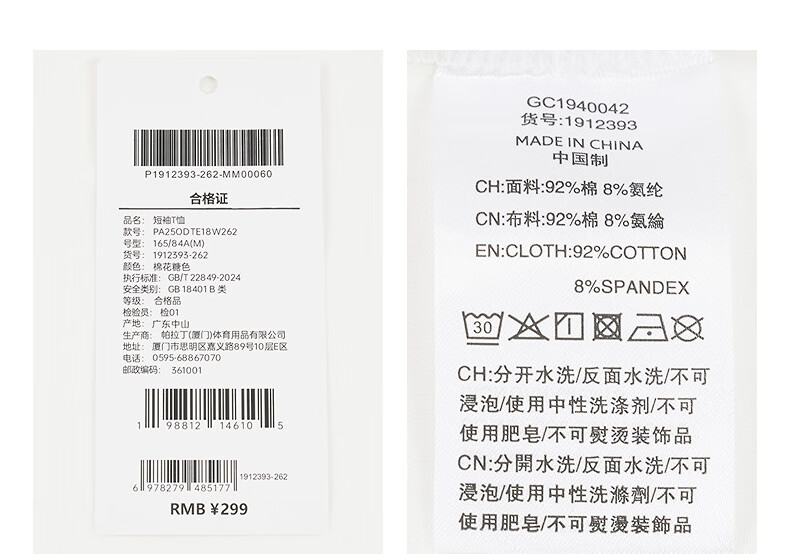 P1912393-262-MM00060
合格证
品名: 短袖T恤
款号: PA25ODTE18W262
号型: 165/84A(M)
货号: 1912393-262
颜色: 棉花糖色
执行标准: GB/T 22849-2024
安全类别: GB 18401 B 类
等级: 合格品
检验员: 检01
产地: 广东中山
生产商: 帕拉丁(厦门)体育用品有限公司
地址: 厦门市思明区嘉义路89号10层E区
电话: 0595-68867070
邮政编码: 361001
1 98812 14610 5
1912393-262
6 978279 485177
RMB ¥299
GC1940042
货号:1912393
MADE IN CHINA
中国制
CH:面料:92%棉 8%氨纶
CN:布料:92%棉 8%氨綸
EN:CLOTH:92%COTTON
8%SPANDEX
30
CH:分开水洗/反面水洗/不可
浸泡/使用中性洗涤剂/不可
使用肥皂/不可熨烫装饰品
CN:分開水洗/反面水洗/不可
浸泡/使用中性洗滌劑/不可
使用肥皂/不可熨燙裝飾品